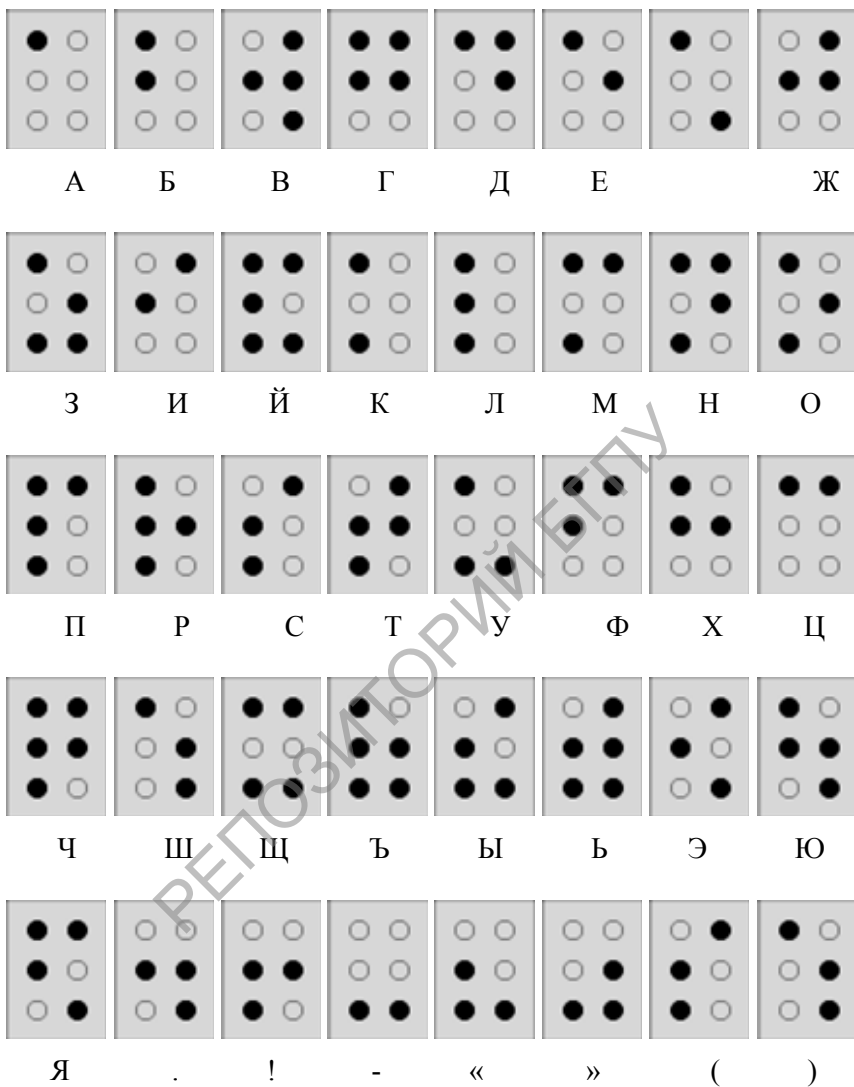 А Б В Г Д Е Ж
З И Й К Л М Н О
П Р С Т У Ф Х Ц
Ч Ш Щ Ъ Ы Ь Э Ю
Я . ! - « » ( )
РЕПОЗИТОРИЙ БГПУ